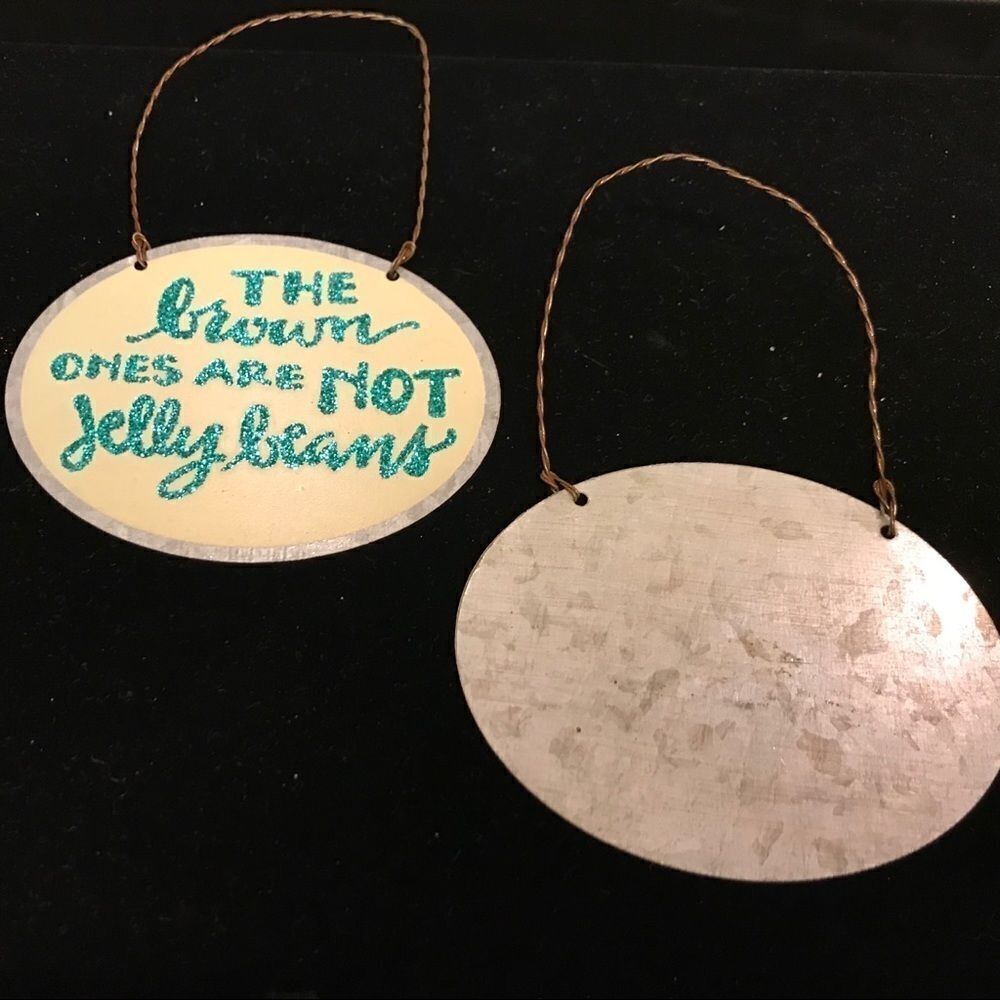 THE
brown
ONES ARE NOT
Jelly beans